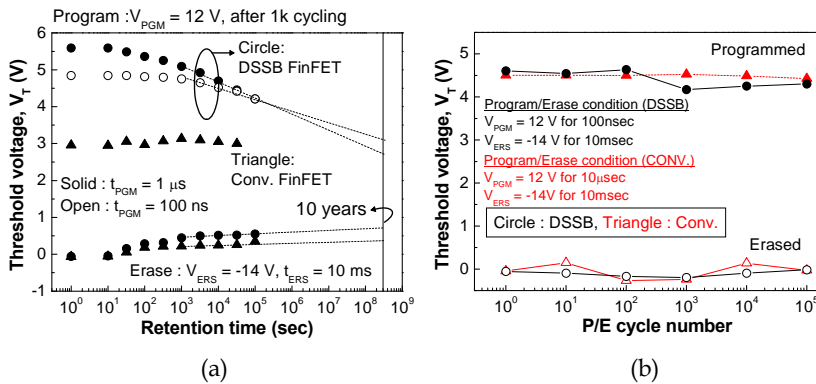 Program :V_PGM = 12 V, after 1k cycling
(a)
Threshold voltage, V_T (V)
6
5
4
3
2
1
0
-1
Circle:
DSSB FinFET
Triangle:
Conv. FinFET
Solid : t_PGM = 1 μs
Open : t_PGM = 100 ns
10 years
Erase : V_ERS = -14 V, t_ERS = 10 ms
10^0 10^1 10^2 10^3 10^4 10^5 10^6 10^7 10^8 10^9
Retention time (sec)
(a)
(b)
Threshold voltage, V_T (V)
5
4
3
2
1
0
Programmed
Program/Erase condition (DSSB)
V_PGM = 12 V for 100nsec
V_ERS = -14 V for 10msec
Program/Erase condition (CONV.)
V_PGM = 12 V for 10μsec
V_ERS = -14V for 10msec
Circle : DSSB, Triangle : Conv.
Erased
10^0 10^1 10^2 10^3 10^4 10^5
P/E cycle number
(b)